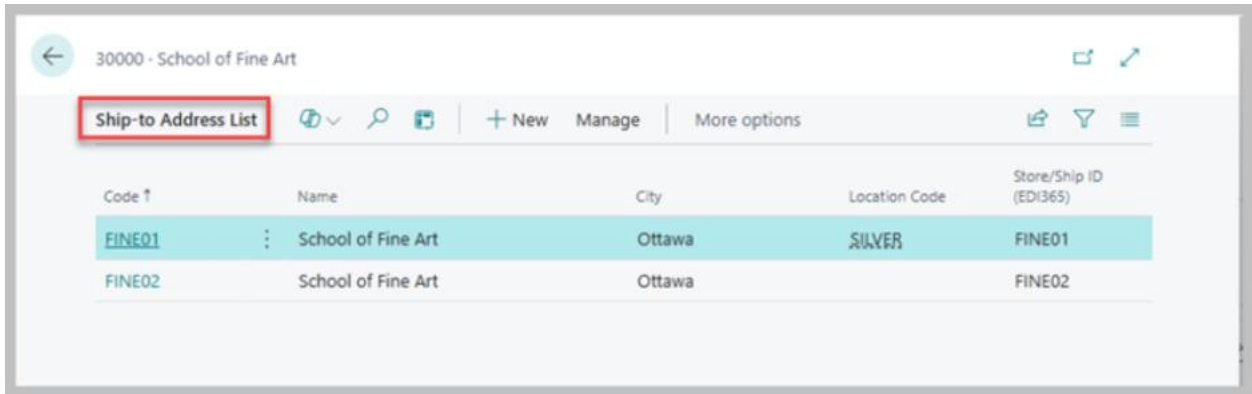 30000 · School of Fine Art
Ship-to Address List + New Manage More options
Store/Ship ID
Code ↑ Name City Location Code (EDI365)
FINE01 School of Fine Art Ottawa SILVER FINE01
FINE02 School of Fine Art Ottawa FINE02